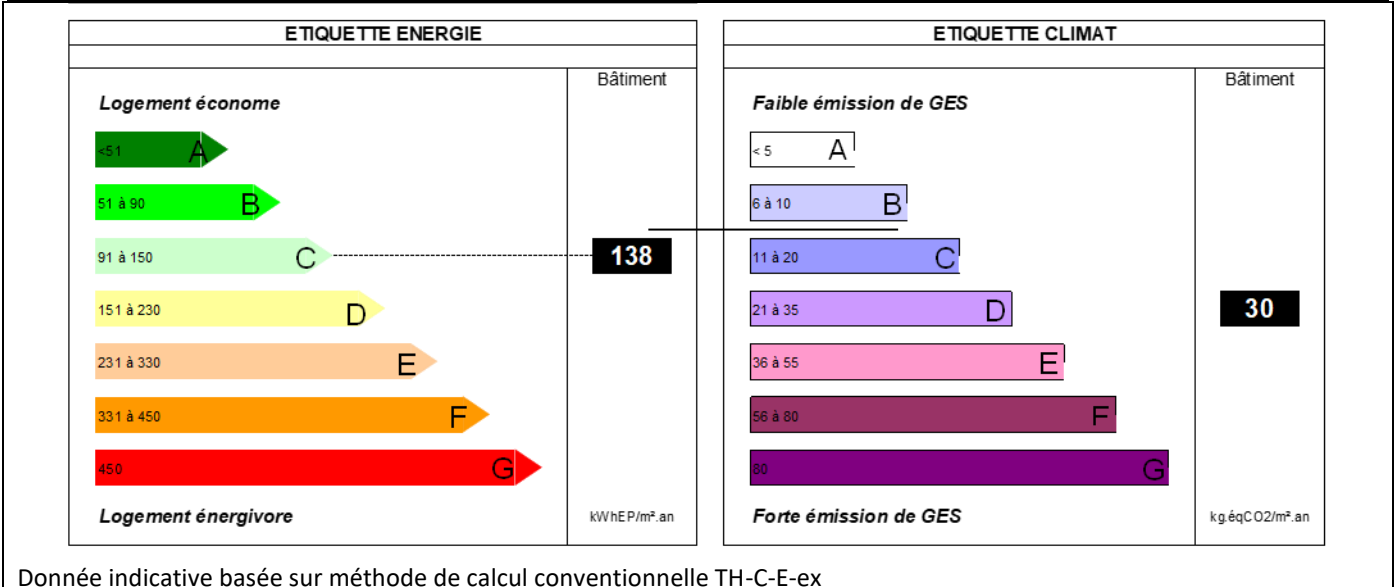 ETIQUETTE ENERGIE
Bâtiment
Logement économe
<51 A
51 à 90 B
91 à 150 C 138
151 à 230 D
231 à 330 E
331 à 450 F
450 G
Logement énergivore
kWhEP/m².an
ETIQUETTE CLIMAT
Bâtiment
Faible émission de GES
< 5 A
6 à 10 B
11 à 20 C
21 à 35 D 30
36 à 55 E
56 à 80 F
80 G
Forte émission de GES
kg.éqCO2/m².an
Donnée indicative basée sur méthode de calcul conventionnelle TH-C-E-ex